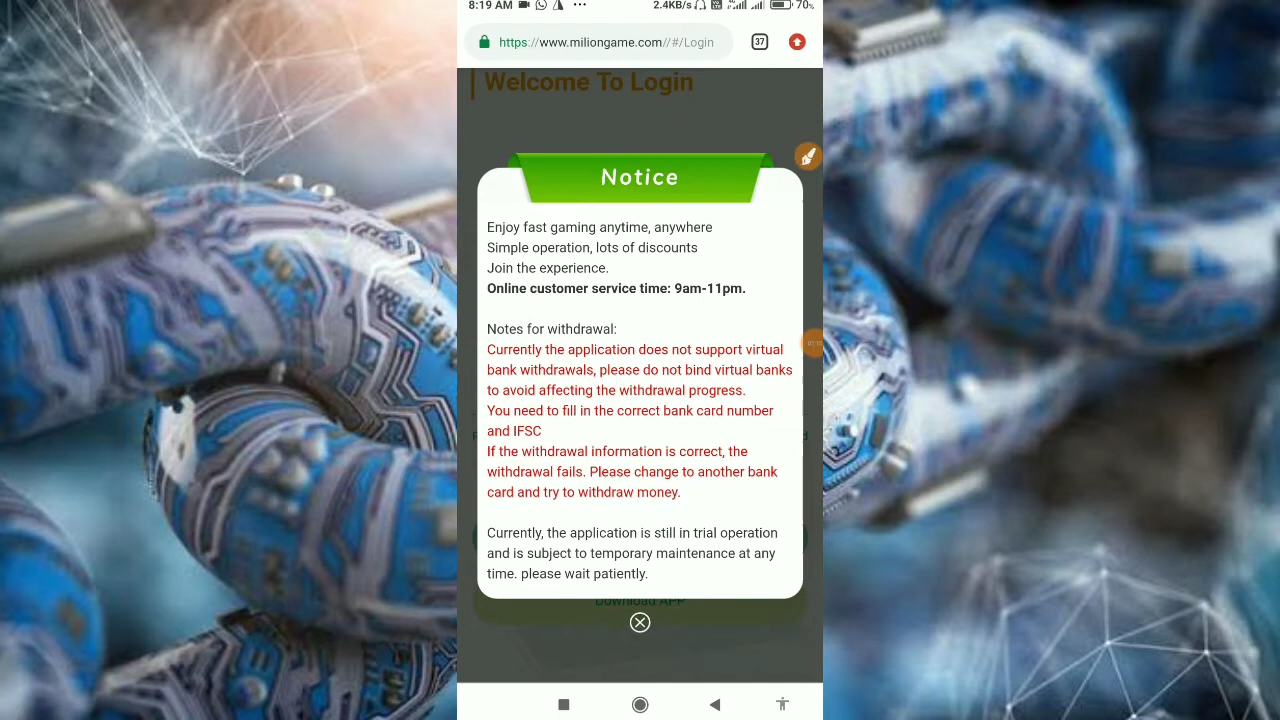 8:19 AM ••• 2.4KB/s 70%
https://www.miliongame.com//#/Login 37
Welcome To Login
Notice
Enjoy fast gaming anytime, anywhere
Simple operation, lots of discounts
Join the experience.
Online customer service time: 9am-11pm.
Notes for withdrawal:
Currently the application does not support virtual
bank withdrawals, please do not bind virtual banks
to avoid affecting the withdrawal progress.
You need to fill in the correct bank card number
and IFSC
If the withdrawal information is correct, the
withdrawal fails. Please change to another bank
card and try to withdraw money.
Currently, the application is still in trial operation
and is subject to temporary maintenance at any
time. please wait patiently.
Download APP